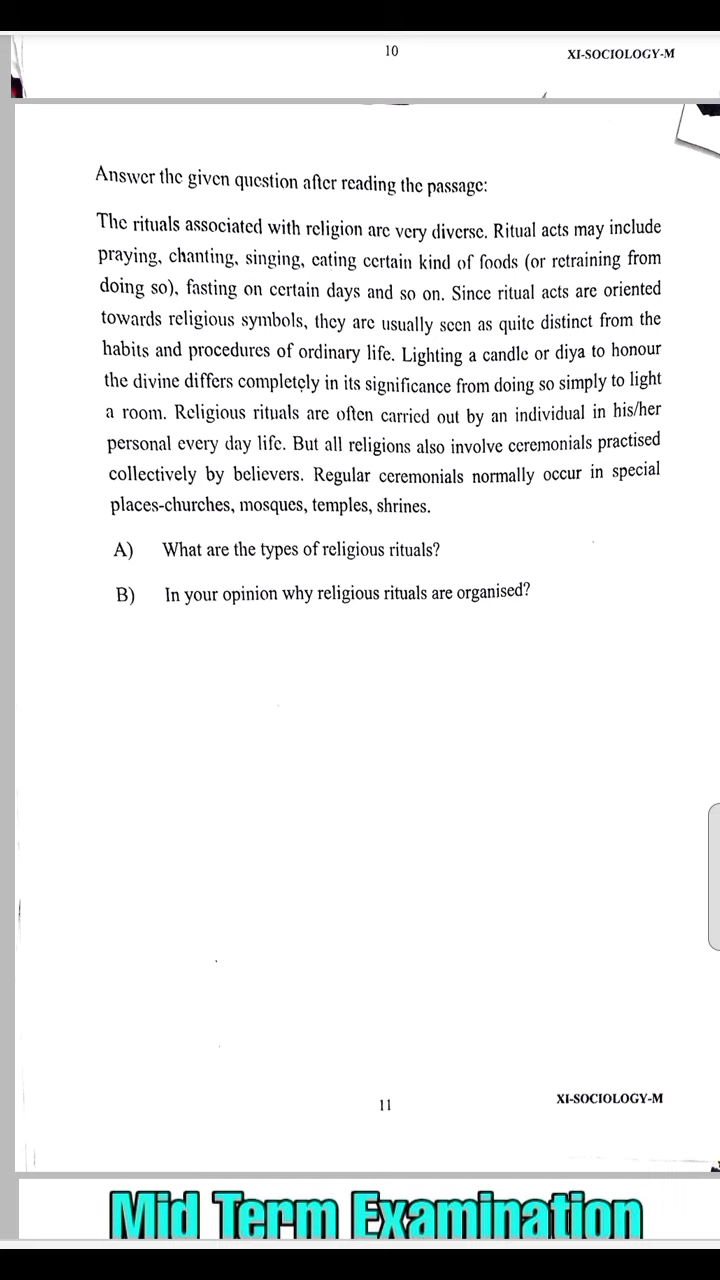 10 XI-SOCIOLOGY-M
Answer the given question after reading the passage:
The rituals associated with religion are very diverse. Ritual acts may include
praying, chanting, singing, eating certain kind of foods (or retraining from
doing so), fasting on certain days and so on. Since ritual acts are oriented
towards religious symbols, they are usually seen as quite distinct from the
habits and procedures of ordinary life. Lighting a candle or diya to honour
the divine differs completely in its significance from doing so simply to light
a room. Religious rituals are often carried out by an individual in his/her
personal every day life. But all religions also involve ceremonials practised
collectively by believers. Regular ceremonials normally occur in special
places-churches, mosques, temples, shrines.
A) What are the types of religious rituals?
B) In your opinion why religious rituals are organised?
11 XI-SOCIOLOGY-M
Mid Term Examination